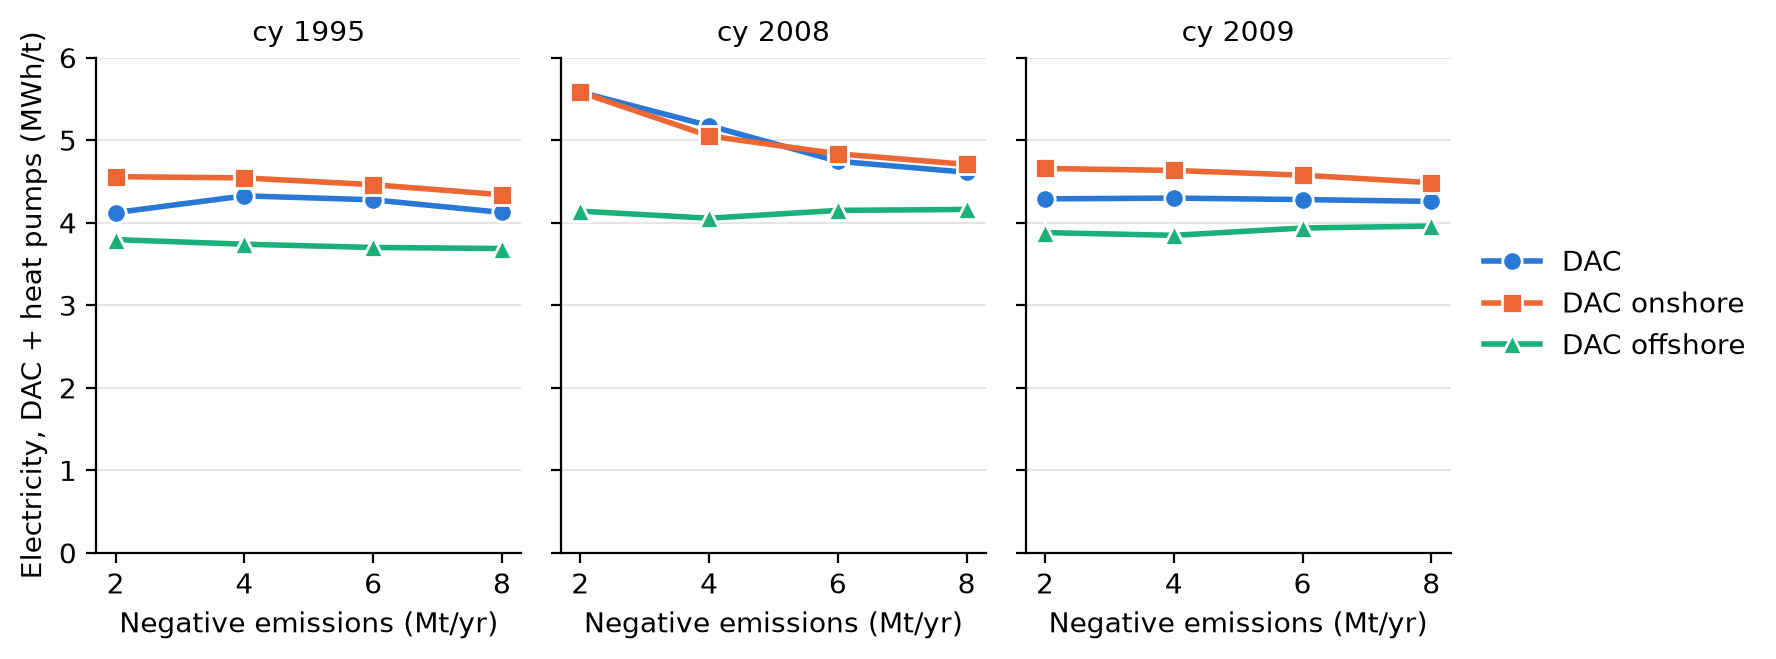 cy 1995
cy 2008
cy 2009
Electricity, DAC + heat pumps (MWh/t)
6
5
4
3
2
1
0
2 4 6 8
2 4 6 8
2 4 6 8
Negative emissions (Mt/yr)
Negative emissions (Mt/yr)
Negative emissions (Mt/yr)
DAC
DAC onshore
DAC offshore